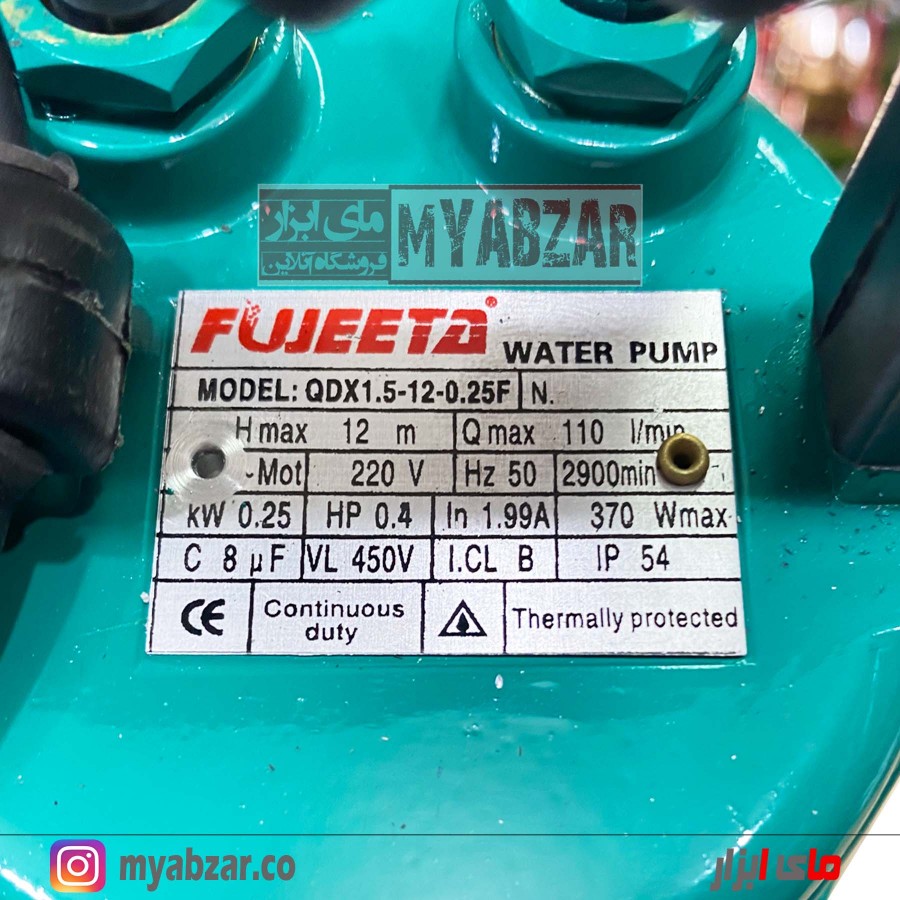 مای ابزار
فروشگاه آنلاین
MYABZAR
FUJEETA®
WATER PUMP
MODEL: QDX1.5-12-0.25F N.
H max 12 m Q max 110 l/min
~Mot 220 V Hz 50 2900min
kW 0.25 HP 0.4 In 1.99A 370 Wmax
C 8 µF VL 450V I.CL B IP 54
CE Continuous duty Thermally protected
myabzar.co
مای ابزار